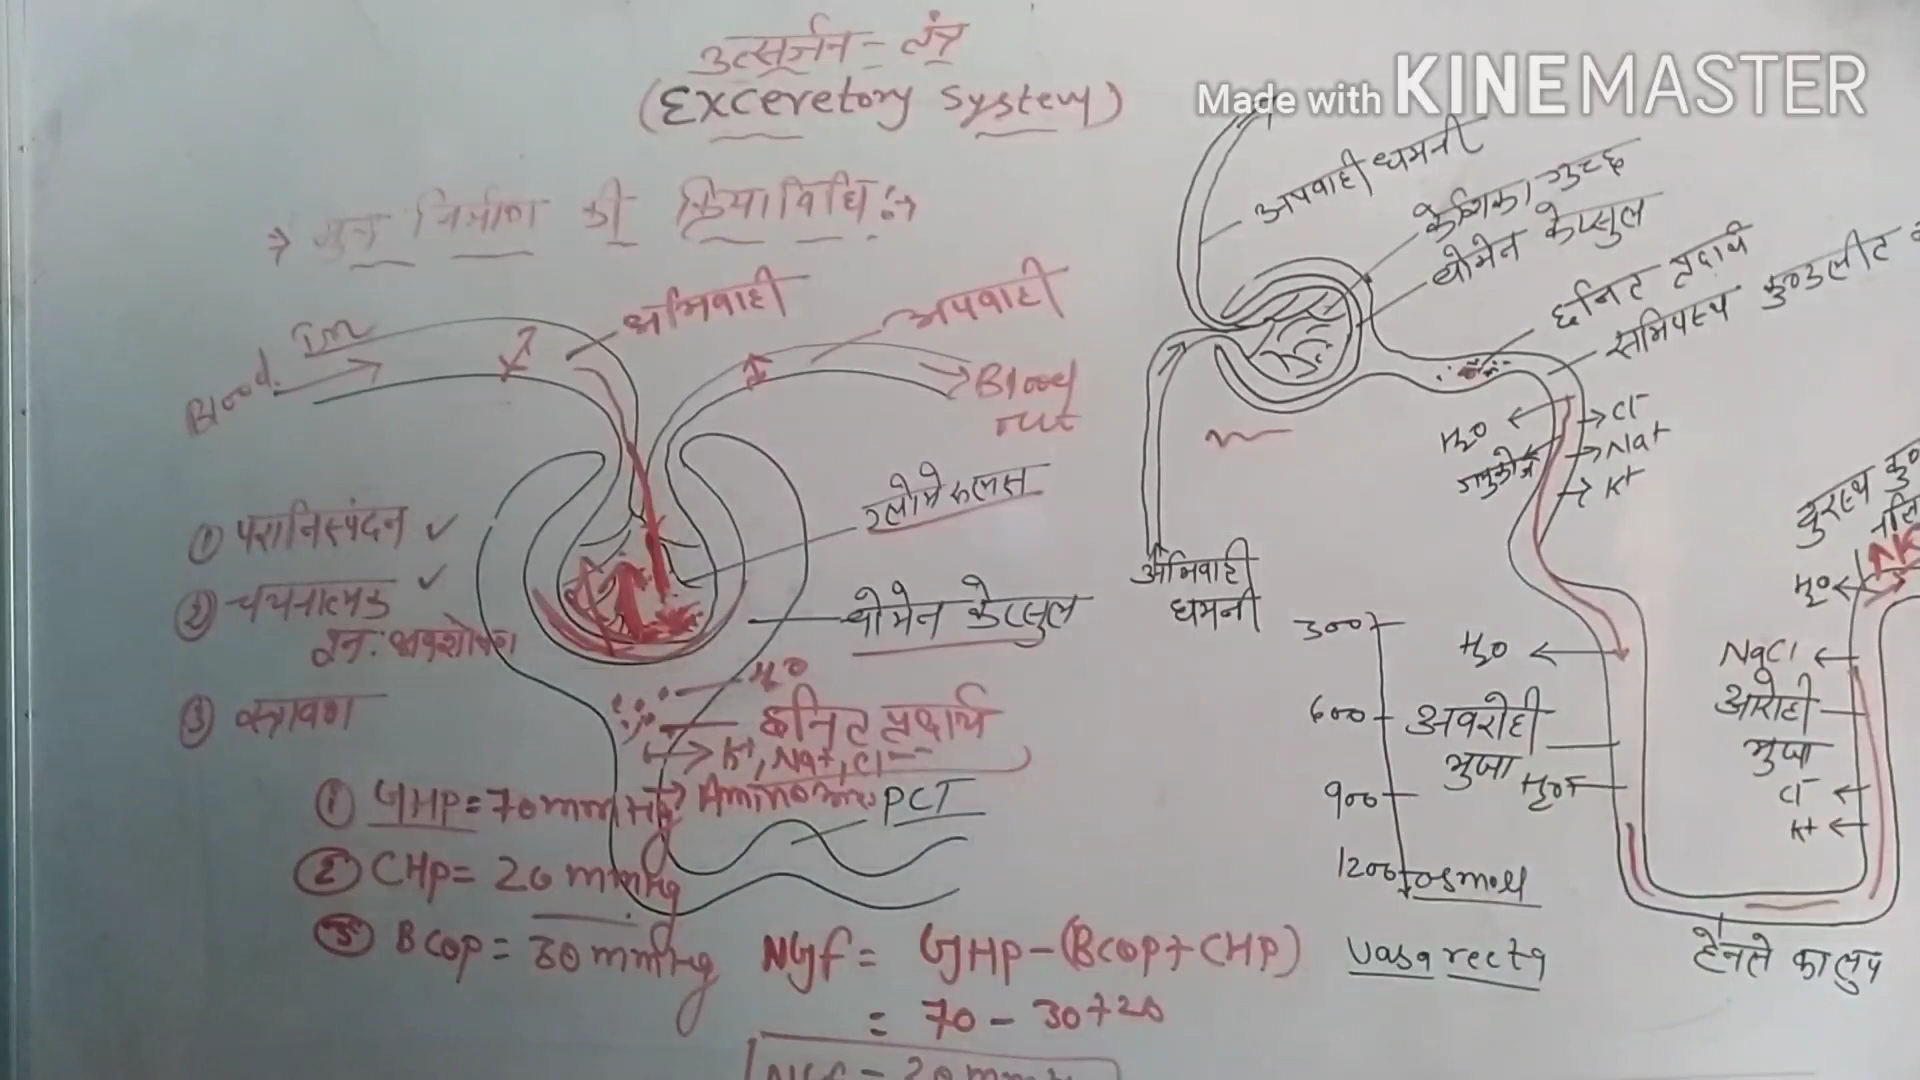 उत्सर्जन - तंत्र
(Exceretory System)
Made with KINEMASTER
→ मुत्र निर्माण की क्रियाविधि :→
अभिवाही
अपवाही
Blood In
Blood
out
① परानिस्पंदन ✓
② चयनात्मक ✓
पुन: अवशोषण
③ स्त्रावण
ग्लोमेरुलस
बोमेन केप्सुल
H2O
छनित पदार्थ
K+, Na+, Cl-
PCT
① GHP = 70 mmHg
② CHP = 20 mmHg
③ BCOP = 30 mmHg
NGf = GHP - (BCOP + CHP)
= 70 - 30+20
अपवाही धमनी
केशिका गुच्छ
बोमेन केप्सुल
छनित पदार्थ
समिपस्थ कुण्डलीत
H2O
Cl-
Na+
K+
अभिवाही
धमनी
300
600
900
1200 osmoll
H2O
अवरोही
भुजा
H2O
Vasa recta
H2O
NaCl
आरोही
भुजा
Cl-
K+
हेनले का लुप